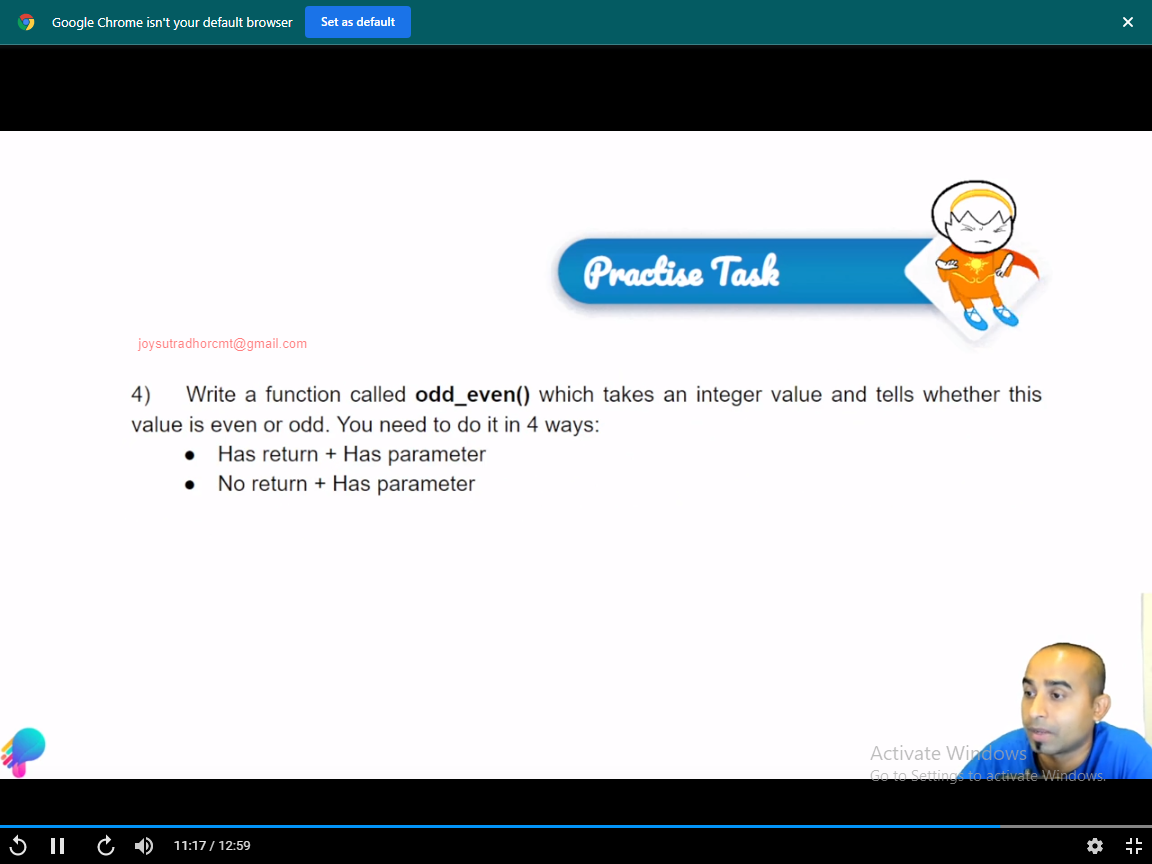 Google Chrome isn't your default browser Set as default
Practise Task
joysutradhorcmt@gmail.com
4) Write a function called odd_even() which takes an integer value and tells whether this
value is even or odd. You need to do it in 4 ways:
● Has return + Has parameter
● No return + Has parameter
Activate Windows
Go to Settings to activate Windows.
11:17 / 12:59